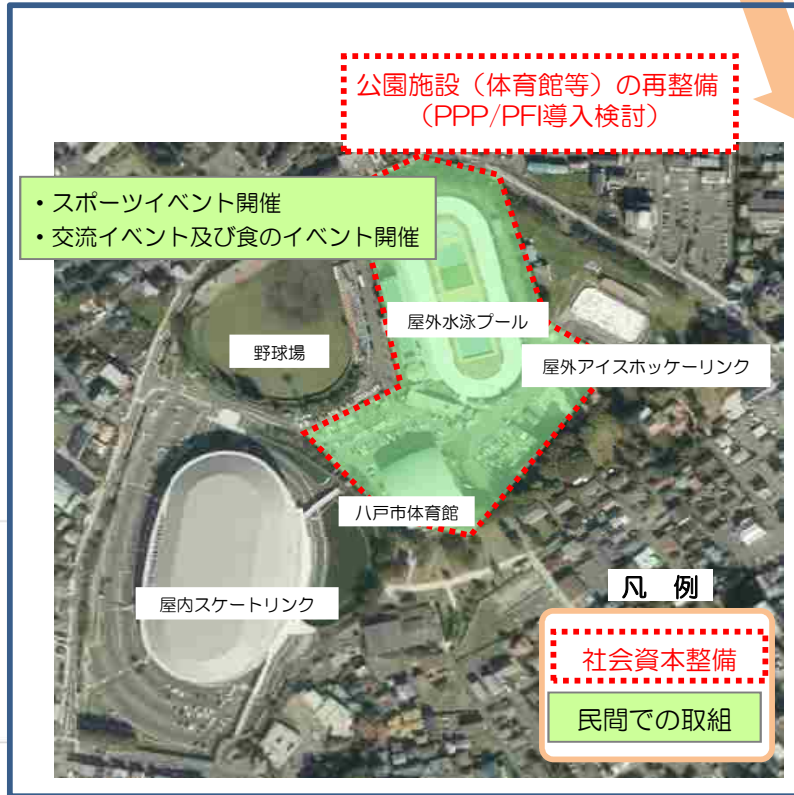 公園施設(体育館等)の再整備
(PPP/PFI導入検討)
・スポーツイベント開催
・交流イベント及び食のイベント開催
屋外水泳プール
野球場
屋外アイスホッケーリンク
八戸市体育館
屋内スケートリンク
凡 例
社会資本整備
民間での取組